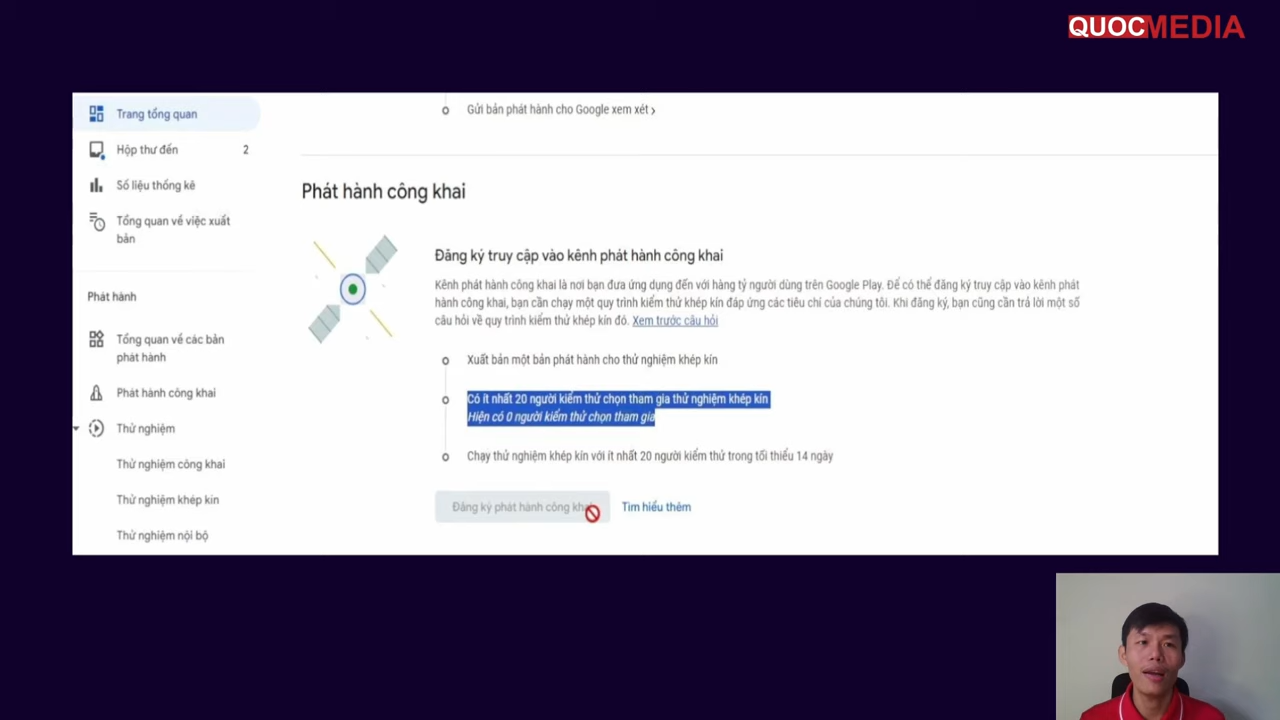 QUOCMEDIA
Trang tổng quan
Hộp thư đến 2
Số liệu thống kê
Tổng quan về việc xuất
bản
Phát hành
Tổng quan về các bản
phát hành
Phát hành công khai
Thử nghiệm
Thử nghiệm công khai
Thử nghiệm khép kín
Thử nghiệm nội bộ
Gửi bản phát hành cho Google xem xét
Phát hành công khai
Đăng ký truy cập vào kênh phát hành công khai
Kênh phát hành công khai là nơi bạn đưa ứng dụng đến với hàng tỷ người dùng trên Google Play. Để có thể đăng ký truy cập vào kênh phát
hành công khai, bạn cần chạy một quy trình kiểm thử khép kín đáp ứng các tiêu chí của chúng tôi. Khi đăng ký, bạn cũng cần trả lời một số
câu hỏi về quy trình kiểm thử khép kín đó. Xem trước câu hỏi
Xuất bản một bản phát hành cho thử nghiệm khép kín
Có ít nhất 20 người kiểm thử chọn tham gia thử nghiệm khép kín
Hiện có 0 người kiểm thử chọn tham gia
Chạy thử nghiệm khép kín với ít nhất 20 người kiểm thử trong tối thiểu 14 ngày
Đăng ký phát hành công khai Tìm hiểu thêm